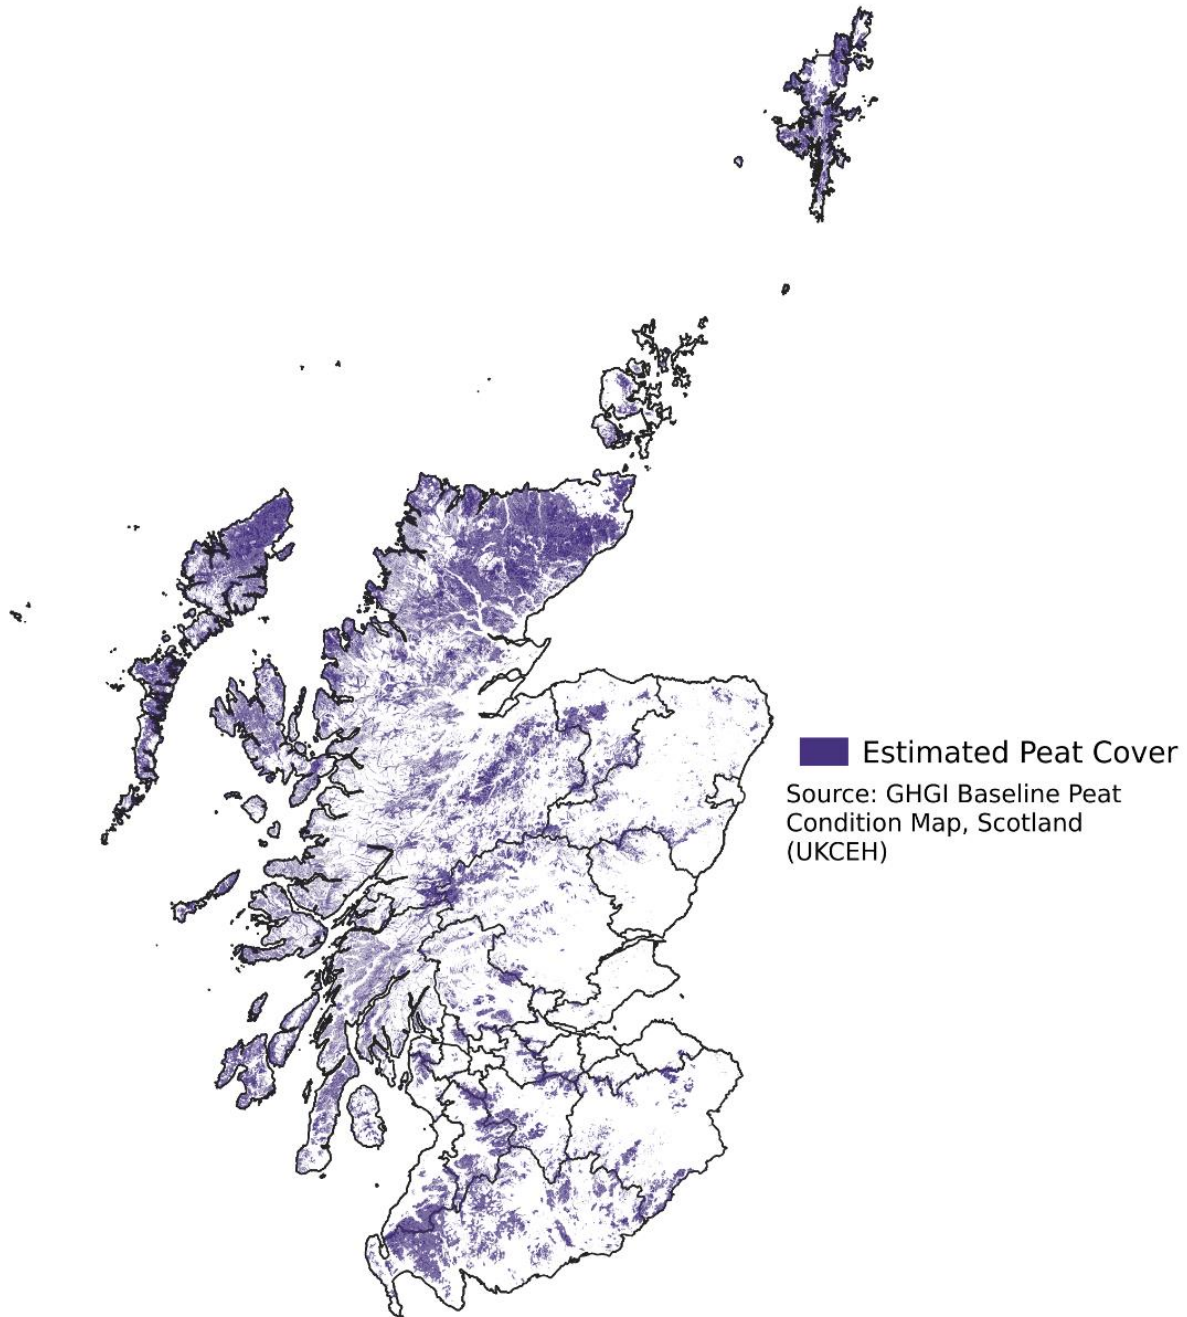 Estimated Peat Cover
Source: GHGI Baseline Peat
Condition Map, Scotland
(UKCEH)